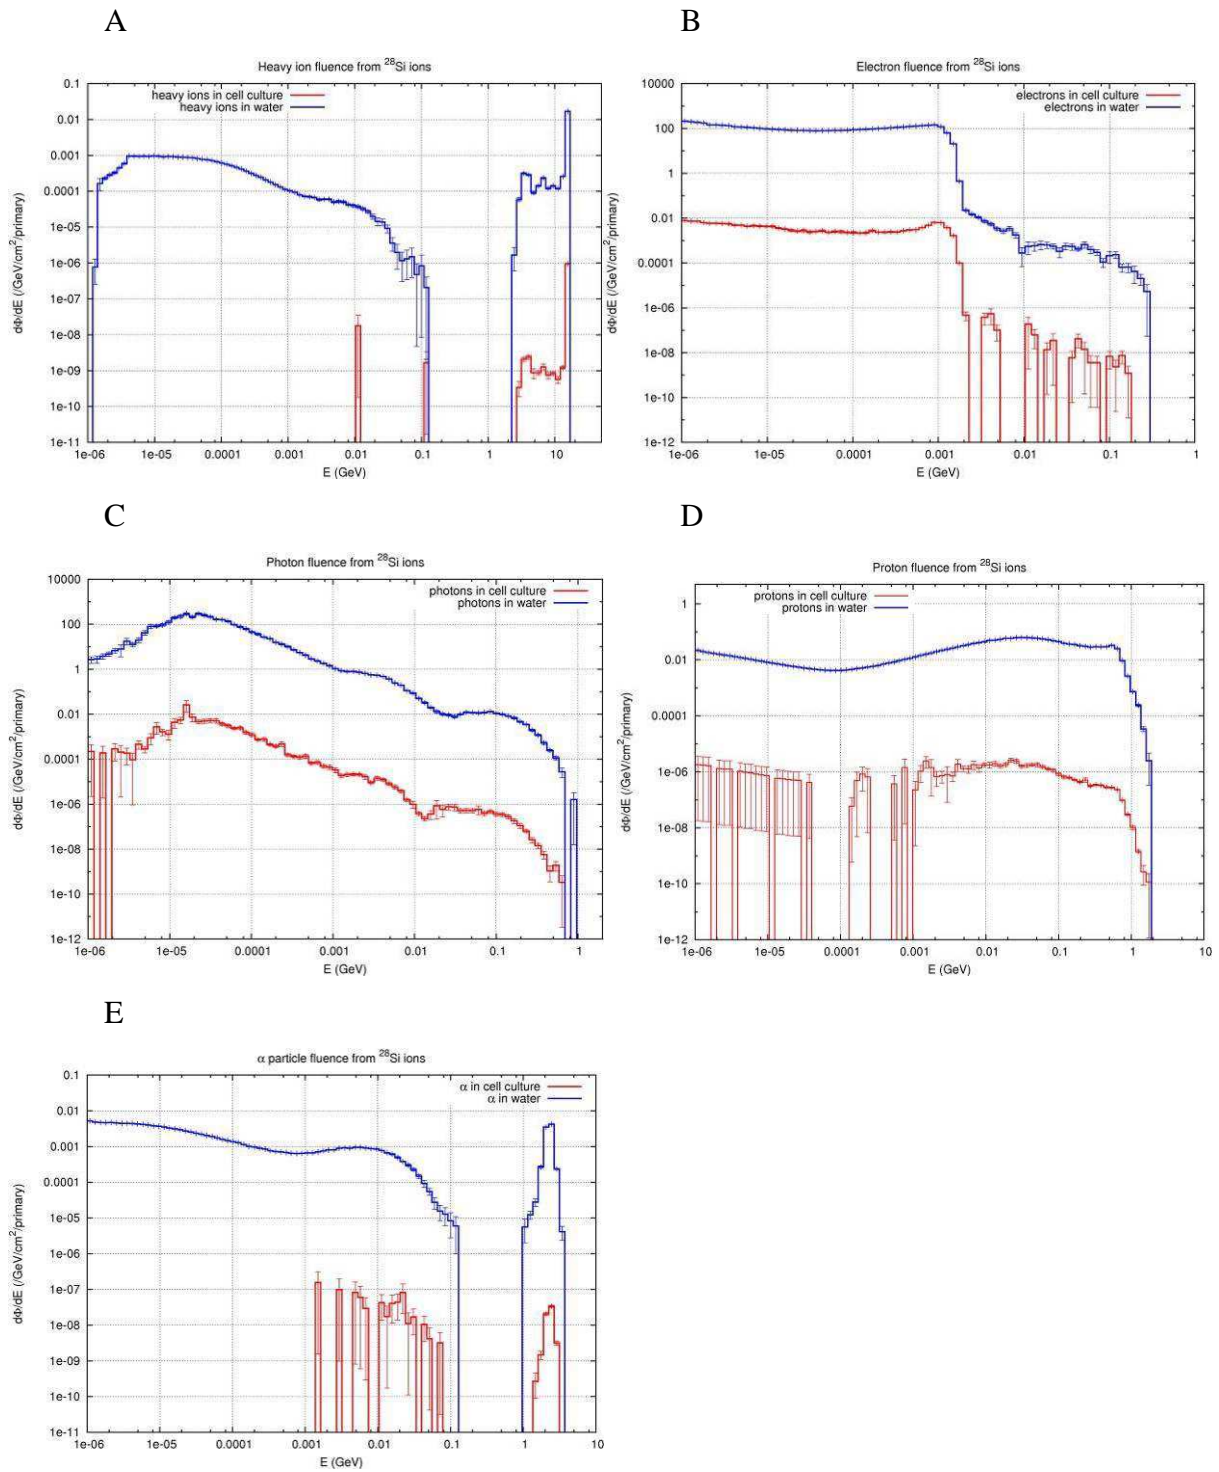 A
Heavy ion fluence from 28Si ions
heavy ions in cell culture
heavy ions in water
dΦ/dE (/GeV/cm2/primary)
0.1
0.01
0.001
0.0001
1e-05
1e-06
1e-07
1e-08
1e-09
1e-10
1e-11
1e-06 1e-05 0.0001 0.001 0.01 0.1 1 10
E (GeV)
B
Electron fluence from 28Si ions
electrons in cell culture
electrons in water
dΦ/dE (/GeV/cm2/primary)
10000
100
1
0.01
0.0001
1e-06
1e-08
1e-10
1e-12
1e-06 1e-05 0.0001 0.001 0.01 0.1 1
E (GeV)
C
Photon fluence from 28Si ions
photons in cell culture
photons in water
dΦ/dE (/GeV/cm2/primary)
10000
100
1
0.01
0.0001
1e-06
1e-08
1e-10
1e-12
1e-06 1e-05 0.0001 0.001 0.01 0.1 1
E (GeV)
D
Proton fluence from 28Si ions
protons in cell culture
protons in water
dΦ/dE (/GeV/cm2/primary)
1
0.01
0.0001
1e-06
1e-08
1e-10
1e-12
1e-06 1e-05 0.0001 0.001 0.01 0.1 1 10
E (GeV)
E
α particle fluence from 28Si ions
α in cell culture
α in water
dΦ/dE (/GeV/cm2/primary)
0.1
0.01
0.001
0.0001
1e-05
1e-06
1e-07
1e-08
1e-09
1e-10
1e-11
1e-06 1e-05 0.0001 0.001 0.01 0.1 1 10
E (GeV)